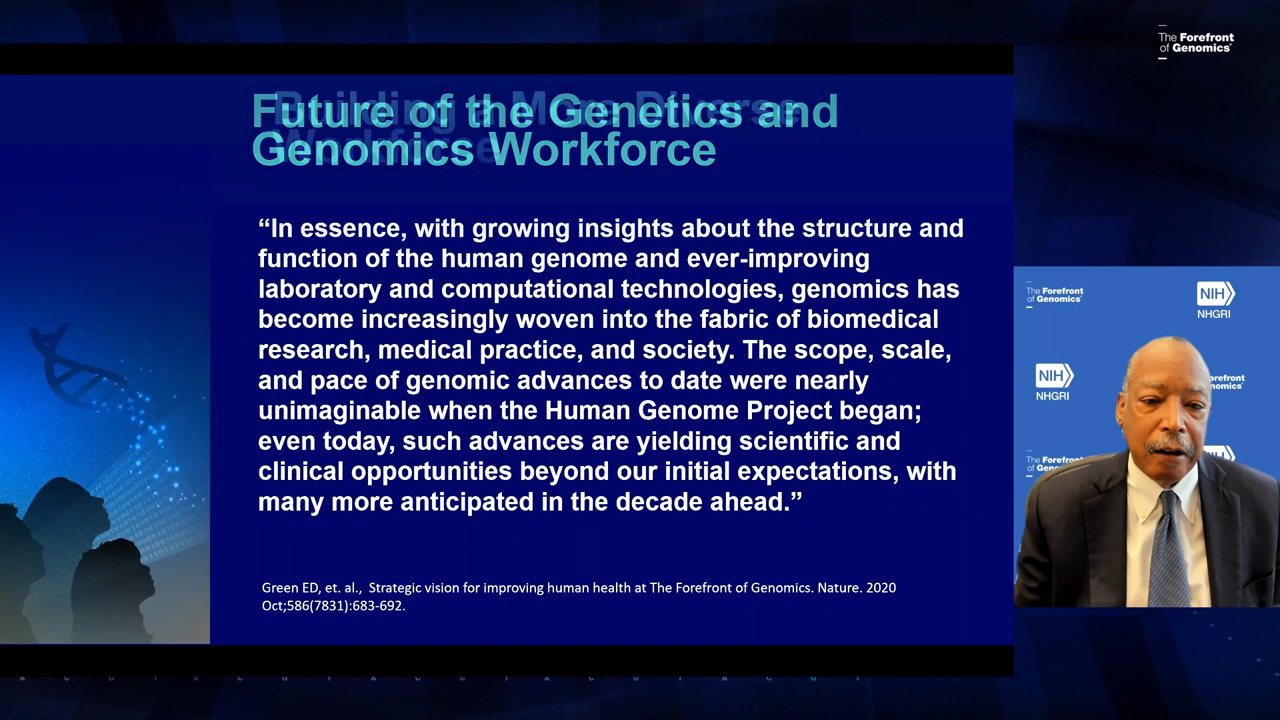 The Forefront
of Genomics®
Building a More Diverse
Workforce
Future of the Genetics and
Genomics Workforce
“In essence, with growing insights about the structure and
function of the human genome and ever-improving
laboratory and computational technologies, genomics has
become increasingly woven into the fabric of biomedical
research, medical practice, and society. The scope, scale,
and pace of genomic advances to date were nearly
unimaginable when the Human Genome Project began;
even today, such advances are yielding scientific and
clinical opportunities beyond our initial expectations, with
many more anticipated in the decade ahead.”
Green ED, et. al., Strategic vision for improving human health at The Forefront of Genomics. Nature. 2020
Oct;586(7831):683-692.
The Forefront
of Genomics®
NIH
NHGRI
NIH
NHGRI
The Forefront
A C G T A C G T A C G T A C G T